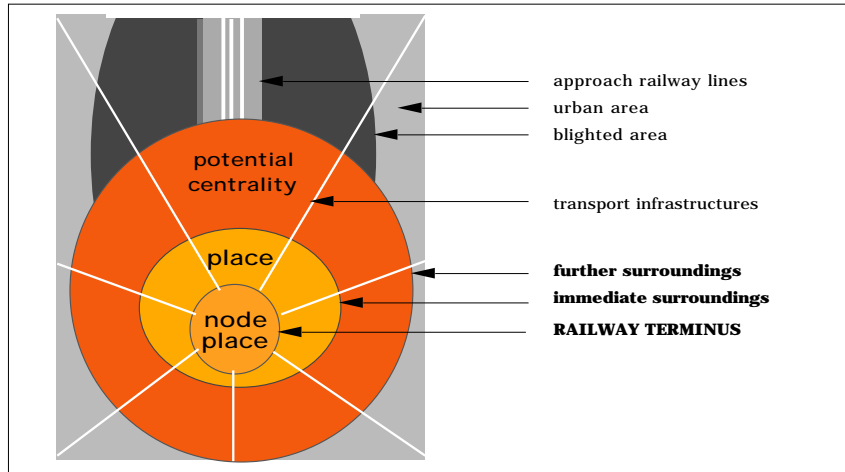 approach railway lines
urban area
blighted area
potential
centrality
transport infrastructures
place
further surroundings
immediate surroundings
node
place
RAILWAY TERMINUS